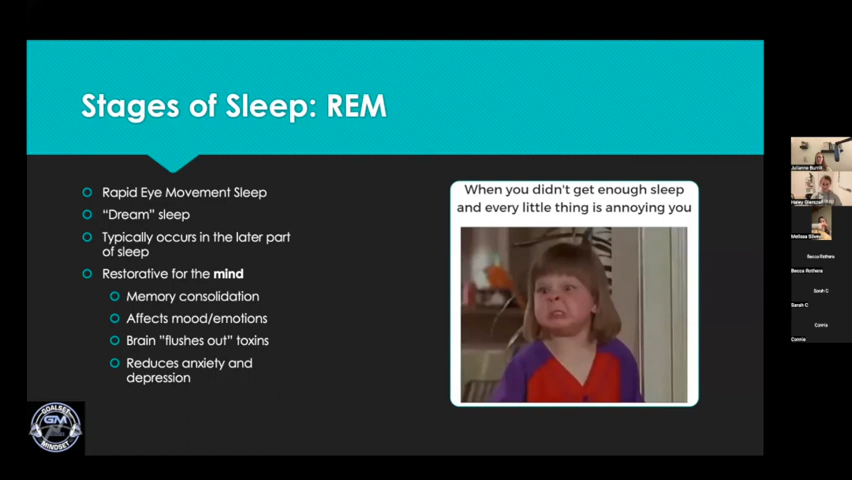 Stages of Sleep: REM
Rapid Eye Movement Sleep
“Dream” sleep
Typically occurs in the later part
of sleep
Restorative for the mind
Memory consolidation
Affects mood/emotions
Brain ”flushes out” toxins
Reduces anxiety and
depression
When you didn't get enough sleep
and every little thing is annoying you
GOALSET
GM
MINDSET
Julianne
Haley
Melissa
Becca Rothera
Becca Rothera
Sarah C
Sarah C
Connie
Connie